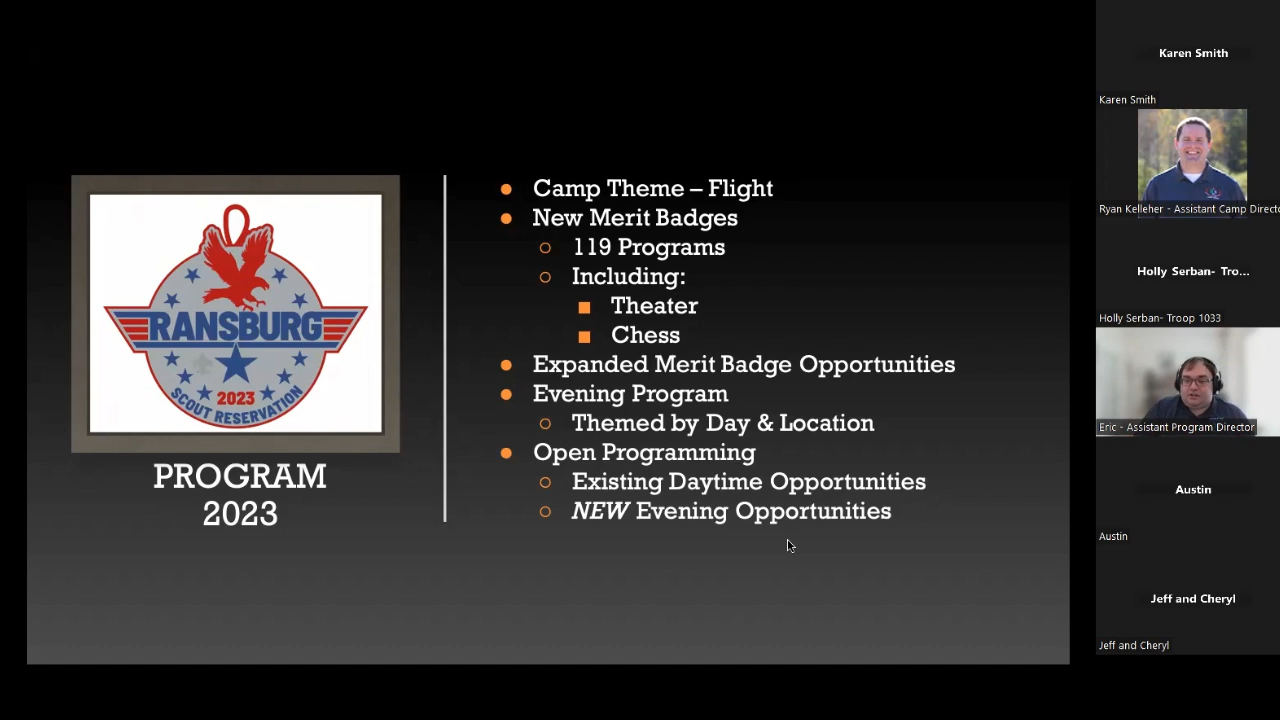 RANSBURG
2023
SCOUT RESERVATION
PROGRAM
2023
Camp Theme – Flight
New Merit Badges
119 Programs
Including:
Theater
Chess
Expanded Merit Badge Opportunities
Evening Program
Themed by Day & Location
Open Programming
Existing Daytime Opportunities
NEW Evening Opportunities
Karen Smith
Karen Smith
Ryan Kelleher - Assistant Camp Directo
Holly Serban- Tro...
Holly Serban- Troop 1033
Eric - Assistant Program Director
Austin
Austin
Jeff and Cheryl
Jeff and Cheryl